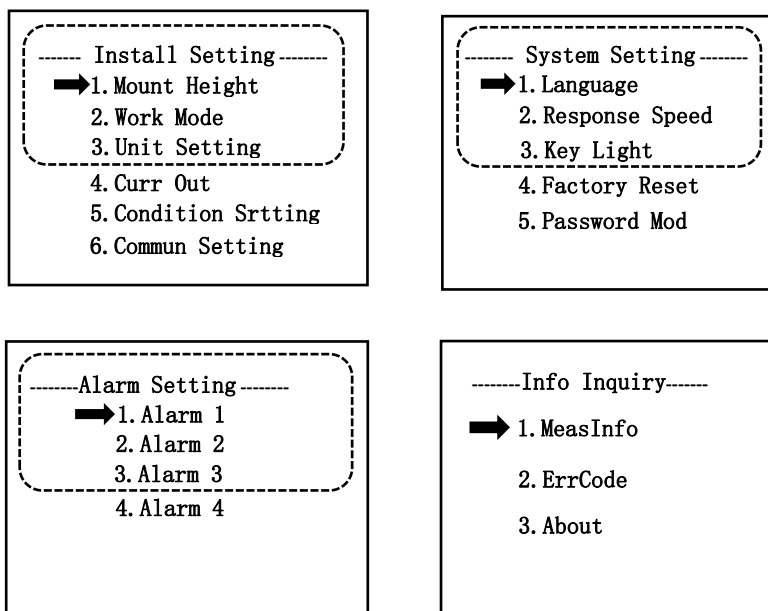 ------- Install Setting--------
1. Mount Height
2. Work Mode
3. Unit Setting
4. Curr Out
5. Condition Srtting
6. Commun Setting
-------- System Setting--------
1. Language
2. Response Speed
3. Key Light
4. Factory Reset
5. Password Mod
--------Alarm Setting--------
1. Alarm 1
2. Alarm 2
3. Alarm 3
4. Alarm 4
--------Info Inquiry-------
1. MeasInfo
2. ErrCode
3. About